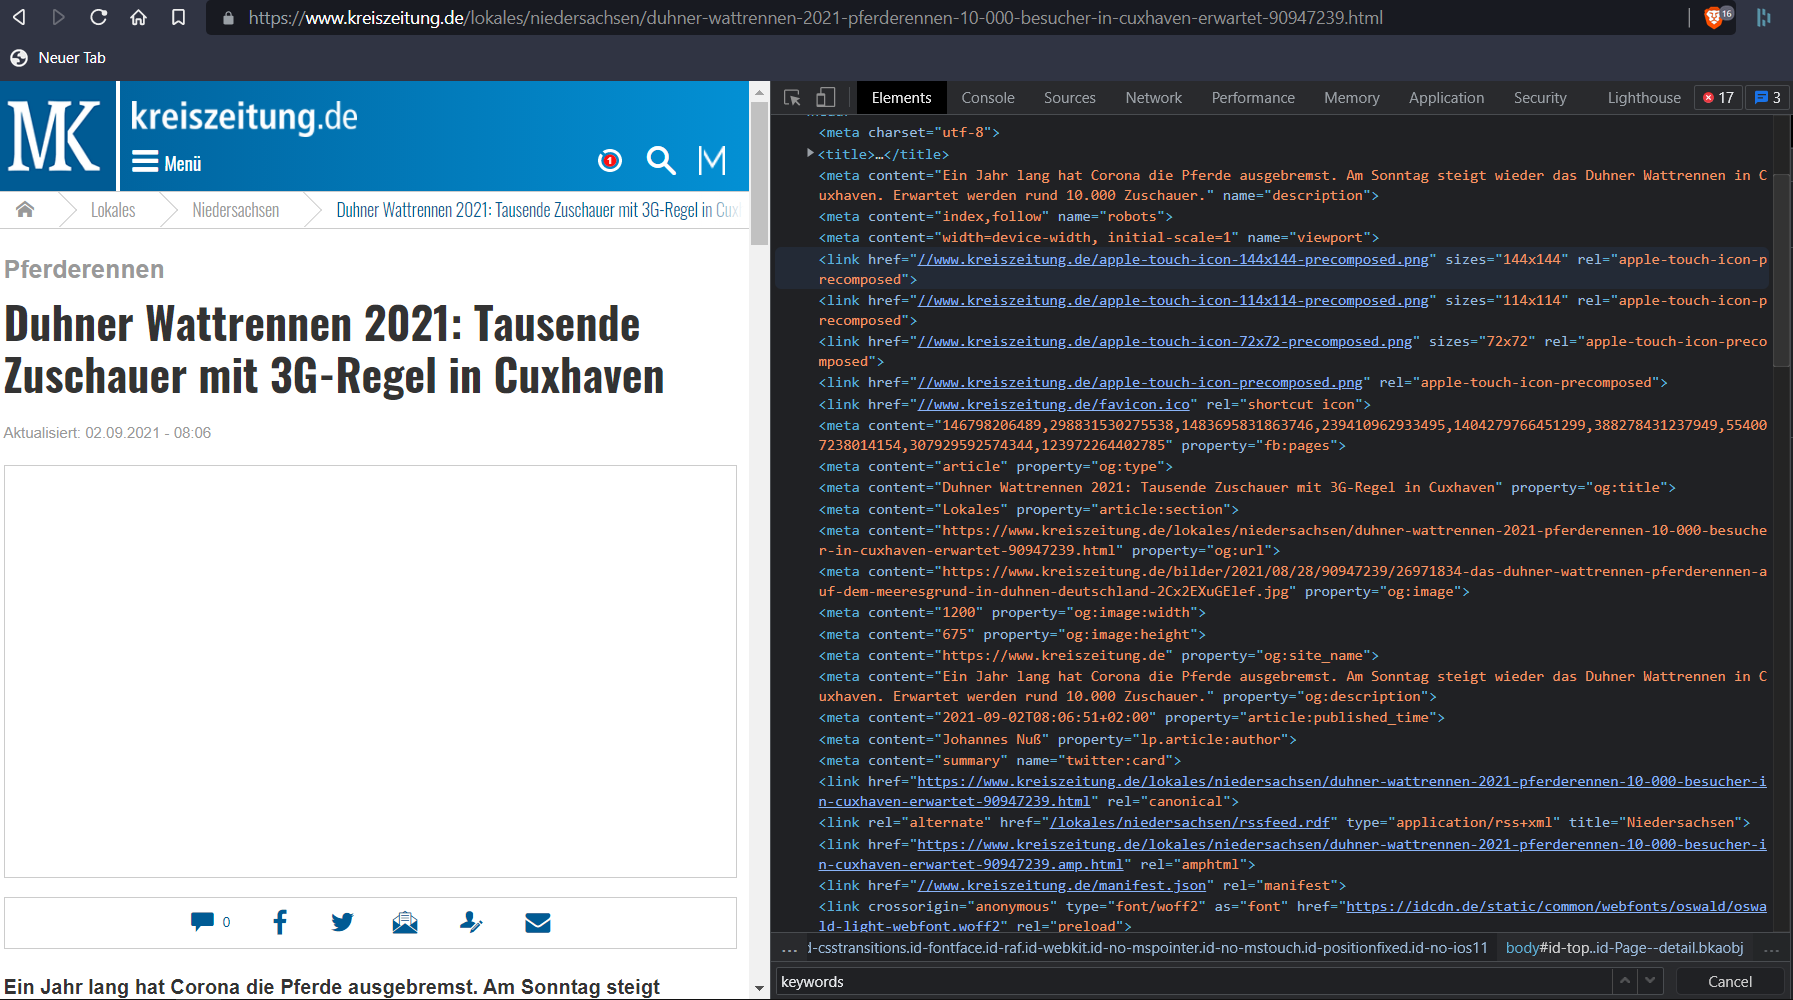 https://www.kreiszeitung.de/lokales/niedersachsen/duhner-wattrennen-2021-pferderennen-10-000-besucher-in-cuxhaven-erwartet-90947239.html
16
Neuer Tab
MK
kreiszeitung.de
Menü
1
Lokales
Niedersachsen
Duhner Wattrennen 2021: Tausende Zuschauer mit 3G-Regel in Cux
Pferderennen
Duhner Wattrennen 2021: Tausende
Zuschauer mit 3G-Regel in Cuxhaven
Aktualisiert: 02.09.2021 - 08:06
0
Ein Jahr lang hat Corona die Pferde ausgebremst. Am Sonntag steigt
Elements Console Sources Network Performance Memory Application Security Lighthouse 17 3
<meta charset="utf-8">
<title>…</title>
<meta content="Ein Jahr lang hat Corona die Pferde ausgebremst. Am Sonntag steigt wieder das Duhner Wattrennen in C
uxhaven. Erwartet werden rund 10.000 Zuschauer." name="description">
<meta content="index,follow" name="robots">
<meta content="width=device-width, initial-scale=1" name="viewport">
<link href="//www.kreiszeitung.de/apple-touch-icon-144x144-precomposed.png" sizes="144x144" rel="apple-touch-icon-p
recomposed">
<link href="//www.kreiszeitung.de/apple-touch-icon-114x114-precomposed.png" sizes="114x114" rel="apple-touch-icon-p
recomposed">
<link href="//www.kreiszeitung.de/apple-touch-icon-72x72-precomposed.png" sizes="72x72" rel="apple-touch-icon-preco
mposed">
<link href="//www.kreiszeitung.de/apple-touch-icon-precomposed.png" rel="apple-touch-icon-precomposed">
<link href="//www.kreiszeitung.de/favicon.ico" rel="shortcut icon">
<meta content="146798206489,298831530275538,1483695831863746,239410962933495,1404279766451299,388278431237949,55400
7238014154,307929592574344,123972264402785" property="fb:pages">
<meta content="article" property="og:type">
<meta content="Duhner Wattrennen 2021: Tausende Zuschauer mit 3G-Regel in Cuxhaven" property="og:title">
<meta content="Lokales" property="article:section">
<meta content="https://www.kreiszeitung.de/lokales/niedersachsen/duhner-wattrennen-2021-pferderennen-10-000-besuche
r-in-cuxhaven-erwartet-90947239.html" property="og:url">
<meta content="https://www.kreiszeitung.de/bilder/2021/08/28/90947239/26971834-das-duhner-wattrennen-pferderennen-a
uf-dem-meeresgrund-in-duhnen-deutschland-2Cx2EXuGElef.jpg" property="og:image">
<meta content="1200" property="og:image:width">
<meta content="675" property="og:image:height">
<meta content="https://www.kreiszeitung.de" property="og:site_name">
<meta content="Ein Jahr lang hat Corona die Pferde ausgebremst. Am Sonntag steigt wieder das Duhner Wattrennen in C
uxhaven. Erwartet werden rund 10.000 Zuschauer." property="og:description">
<meta content="2021-09-02T08:06:51+02:00" property="article:published_time">
<meta content="Johannes Nuß" property="lp.article:author">
<meta content="summary" name="twitter:card">
<link href="https://www.kreiszeitung.de/lokales/niedersachsen/duhner-wattrennen-2021-pferderennen-10-000-besucher-i
n-cuxhaven-erwartet-90947239.html" rel="canonical">
<link rel="alternate" href="/lokales/niedersachsen/rssfeed.rdf" type="application/rss+xml" title="Niedersachsen">
<link href="https://www.kreiszeitung.de/lokales/niedersachsen/duhner-wattrennen-2021-pferderennen-10-000-besucher-i
n-cuxhaven-erwartet-90947239.amp.html" rel="amphtml">
<link href="//www.kreiszeitung.de/manifest.json" rel="manifest">
<link crossorigin="anonymous" type="font/woff2" as="font" href="https://idcdn.de/static/common/webfonts/oswald/oswa
ld-light-webfont.woff2" rel="preload">
... d-csstransitions.id-fontface.id-raf.id-webkit.id-no-mspointer.id-no-mstouch.id-positionfixed.id-no-ios11 body#id-top..id-Page--detail.bkaobj ...
keywords
Cancel